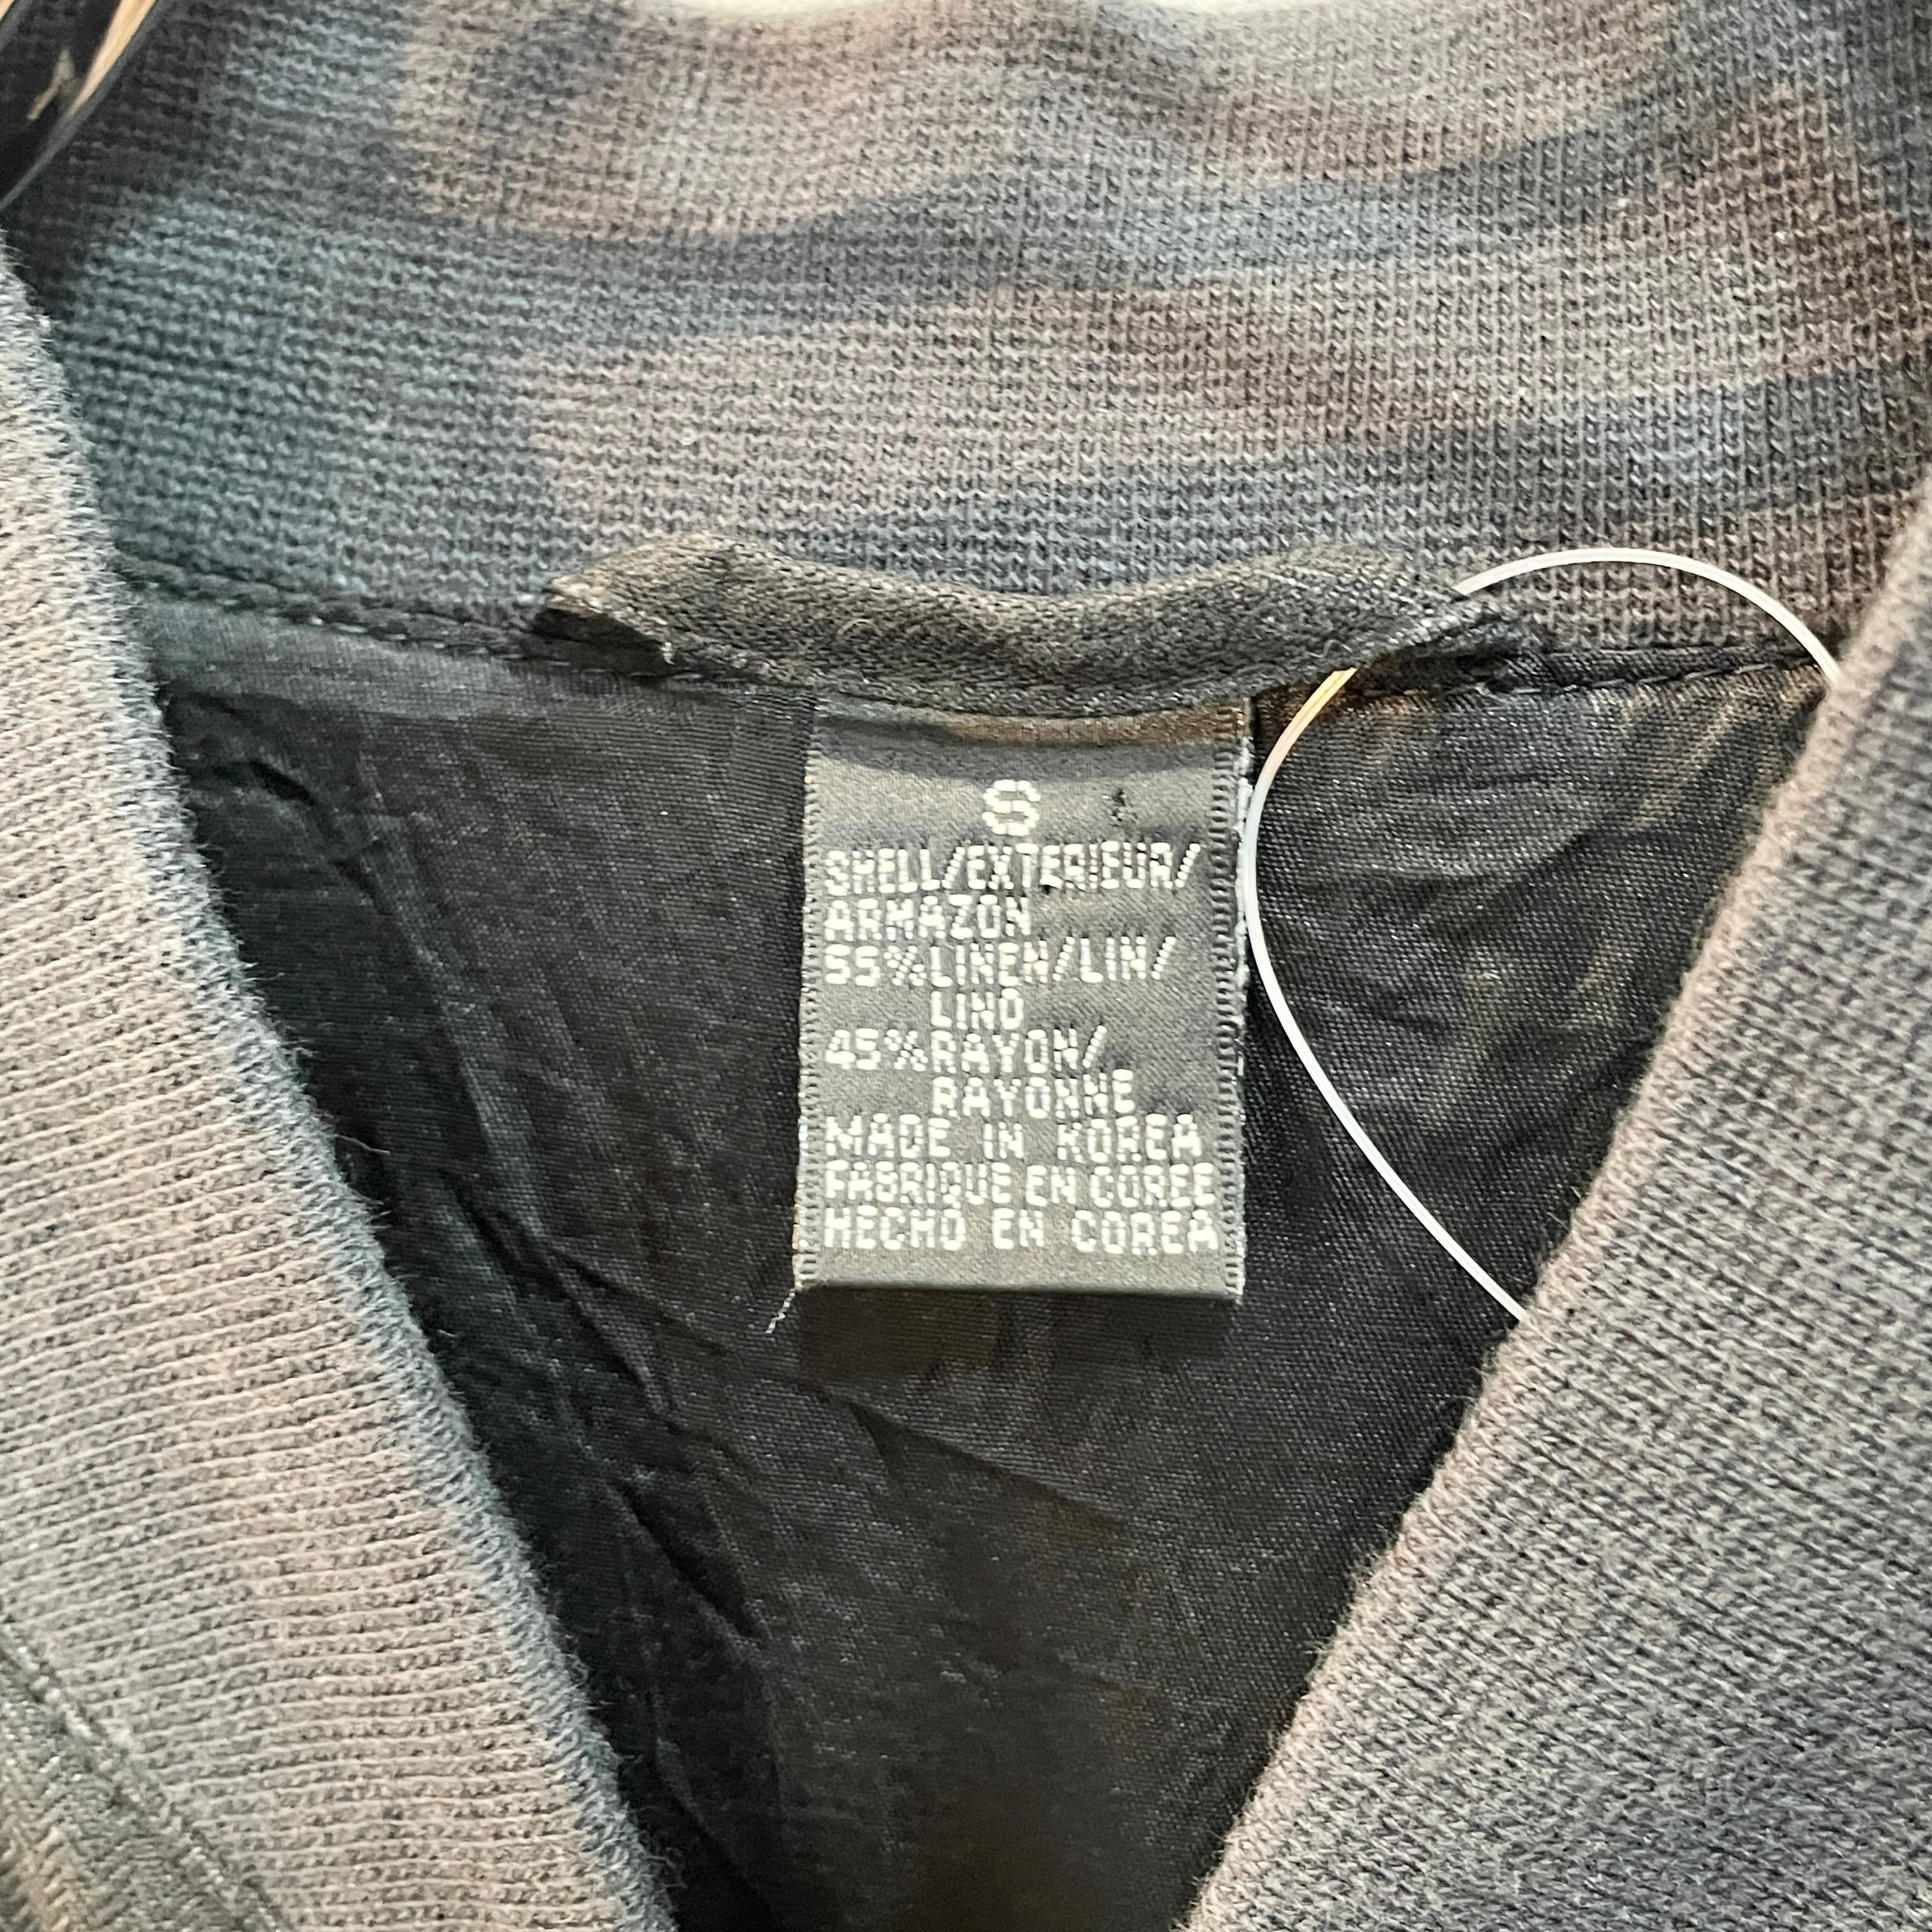 S
SHELL/EXTERIEUR/
ARMAZON
55%LINEN/LIN/
LINO
45%RAYON/
RAYONNE
MADE IN KOREA
FABRIQUE EN COREE
HECHO EN COREA